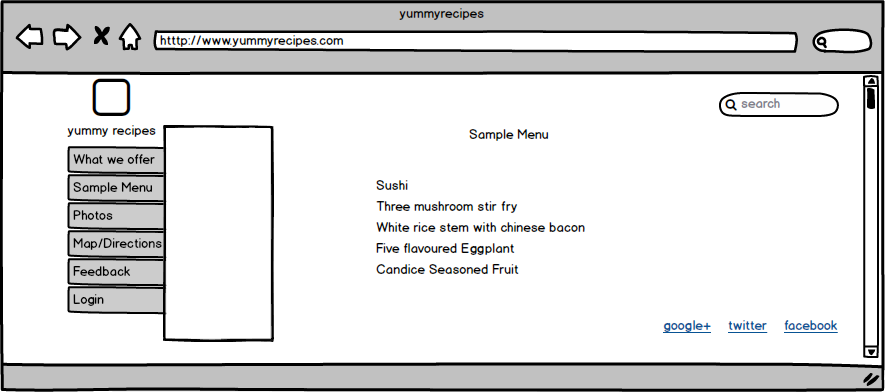 yummyrecipes
htttp://www.yummyrecipes.com
search
yummy recipes
What we offer
Sample Menu
Photos
Map/Directions
Feedback
Login
Sample Menu
Sushi
Three mushroom stir fry
White rice stem with chinese bacon
Five flavoured Eggplant
Candice Seasoned Fruit
google+ twitter facebook